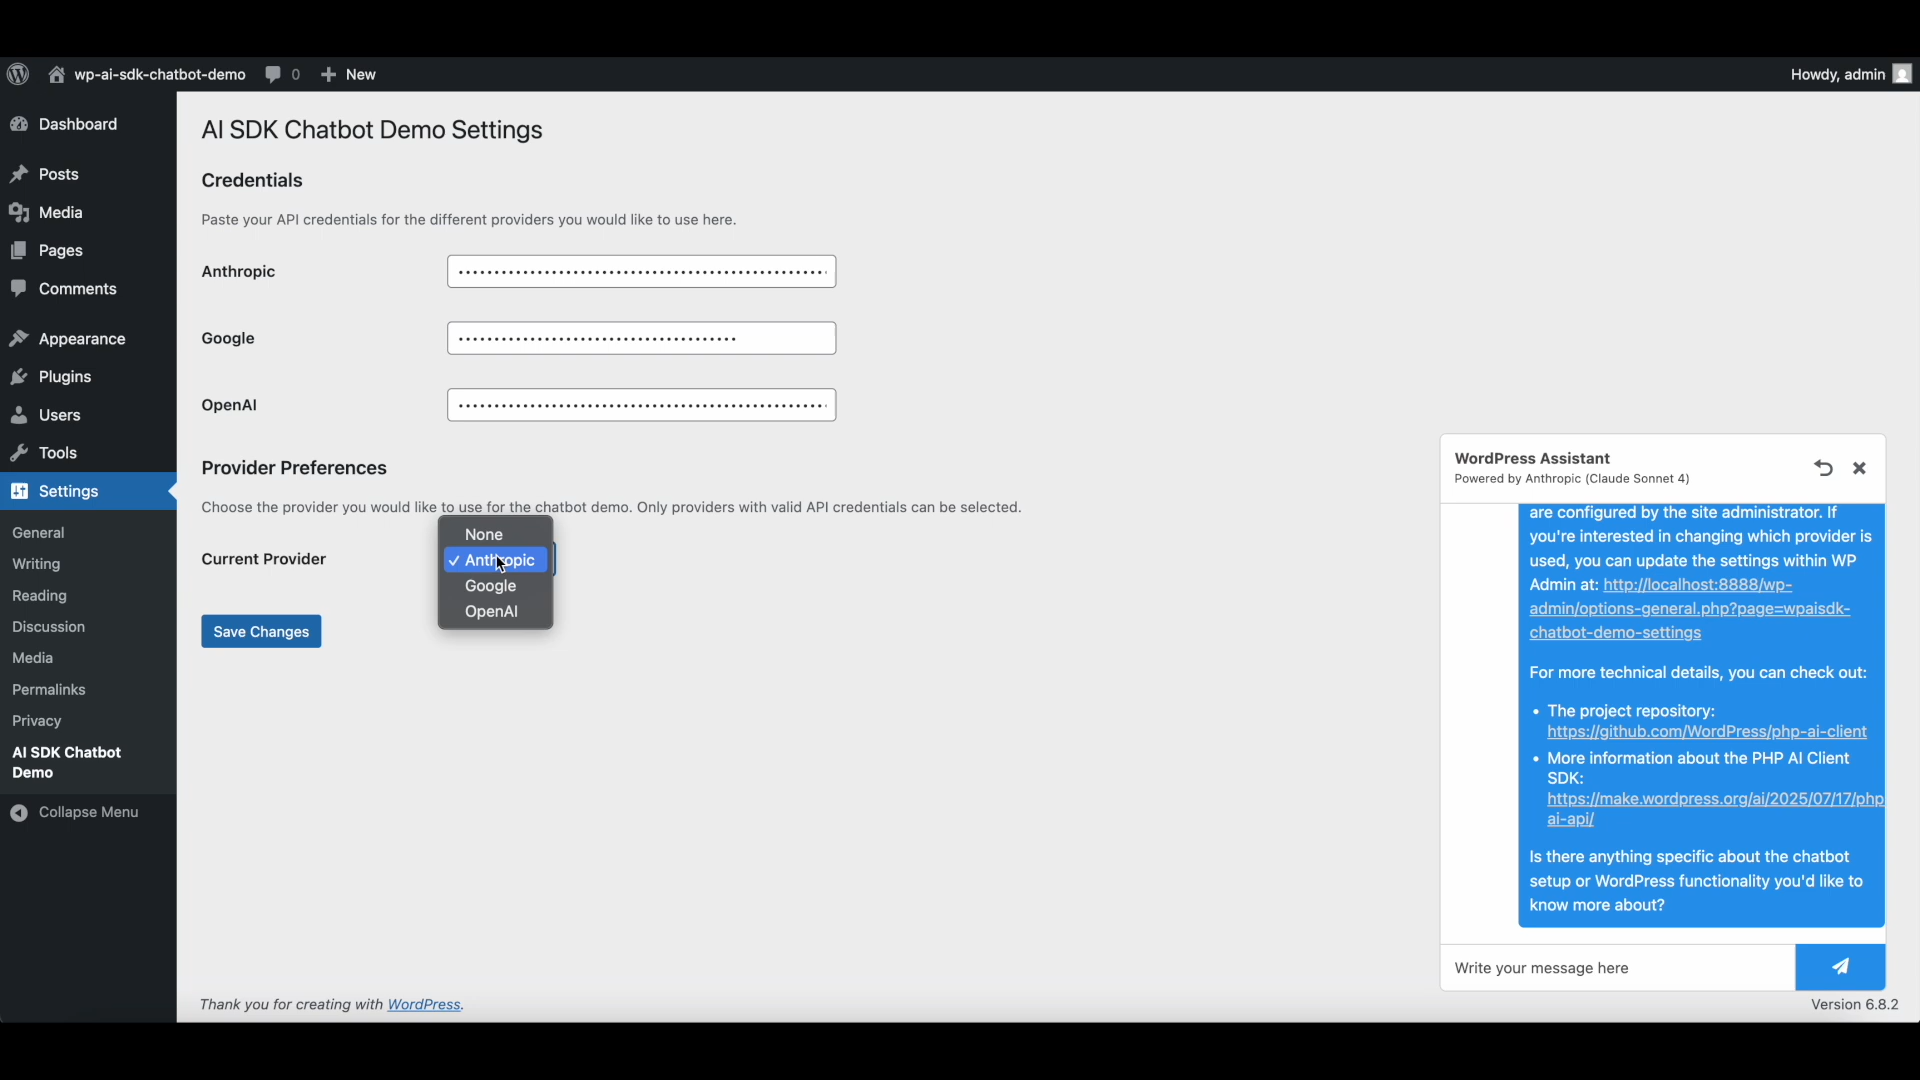 wp-ai-sdk-chatbot-demo 0 New Howdy, admin
Dashboard
Posts
Media
Pages
Comments
Appearance
Plugins
Users
Tools
Settings
General
Writing
Reading
Discussion
Media
Permalinks
Privacy
AI SDK Chatbot
Demo
Collapse Menu
AI SDK Chatbot Demo Settings
Credentials
Paste your API credentials for the different providers you would like to use here.
Anthropic
Google
OpenAI
Provider Preferences
Choose the provider you would like to use for the chatbot demo. Only providers with valid API credentials can be selected.
Current Provider
None
✓ Anthropic
Google
OpenAI
Save Changes
WordPress Assistant
Powered by Anthropic (Claude Sonnet 4)
are configured by the site administrator. If
you're interested in changing which provider is
used, you can update the settings within WP
Admin at: http://localhost:8888/wp-
admin/options-general.php?page=wpaisdk-
chatbot-demo-settings
For more technical details, you can check out:
• The project repository:
https://github.com/WordPress/php-ai-client
• More information about the PHP AI Client
SDK:
https://make.wordpress.org/ai/2025/07/17/php
ai-api/
Is there anything specific about the chatbot
setup or WordPress functionality you'd like to
know more about?
Write your message here
Thank you for creating with WordPress.
Version 6.8.2